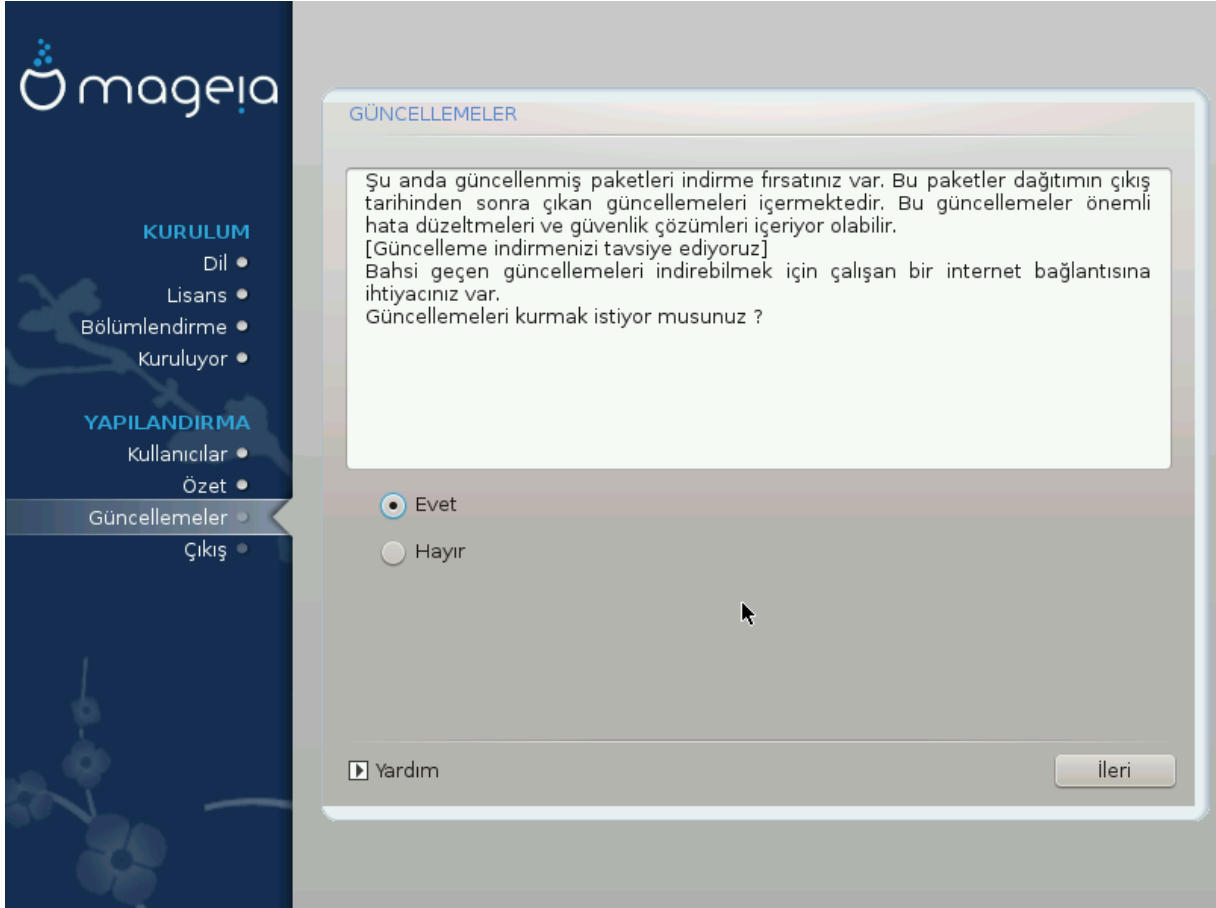 mageia
KURULUM
Dil
Lisans
Bölümlendirme
Kuruluyor
YAPILANDIRMA
Kullanıcılar
Özet
Güncellemeler
Çıkış
GÜNCELLEMELER
Şu anda güncellenmiş paketleri indirme fırsatınız var. Bu paketler dağıtımın çıkış
tarihinden sonra çıkan güncellemeleri içermektedir. Bu güncellemeler önemli
hata düzeltmeleri ve güvenlik çözümleri içeriyor olabilir.
[Güncelleme indirmenizi tavsiye ediyoruz]
Bahsi geçen güncellemeleri indirebilmek için çalışan bir internet bağlantısına
ihtiyacınız var.
Güncellemeleri kurmak istiyor musunuz ?
Evet
Hayır
Yardım
İleri